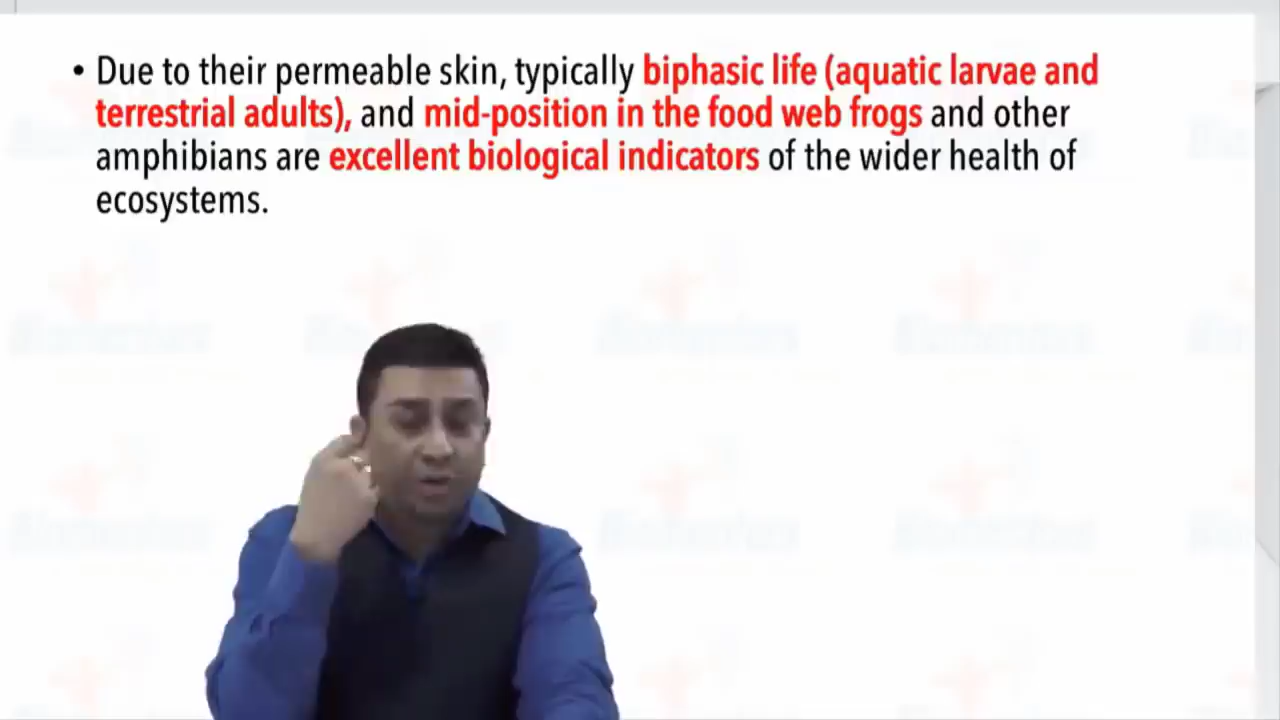 • Due to their permeable skin, typically biphasic life (aquatic larvae and
terrestrial adults), and mid-position in the food web frogs and other
amphibians are excellent biological indicators of the wider health of
ecosystems.